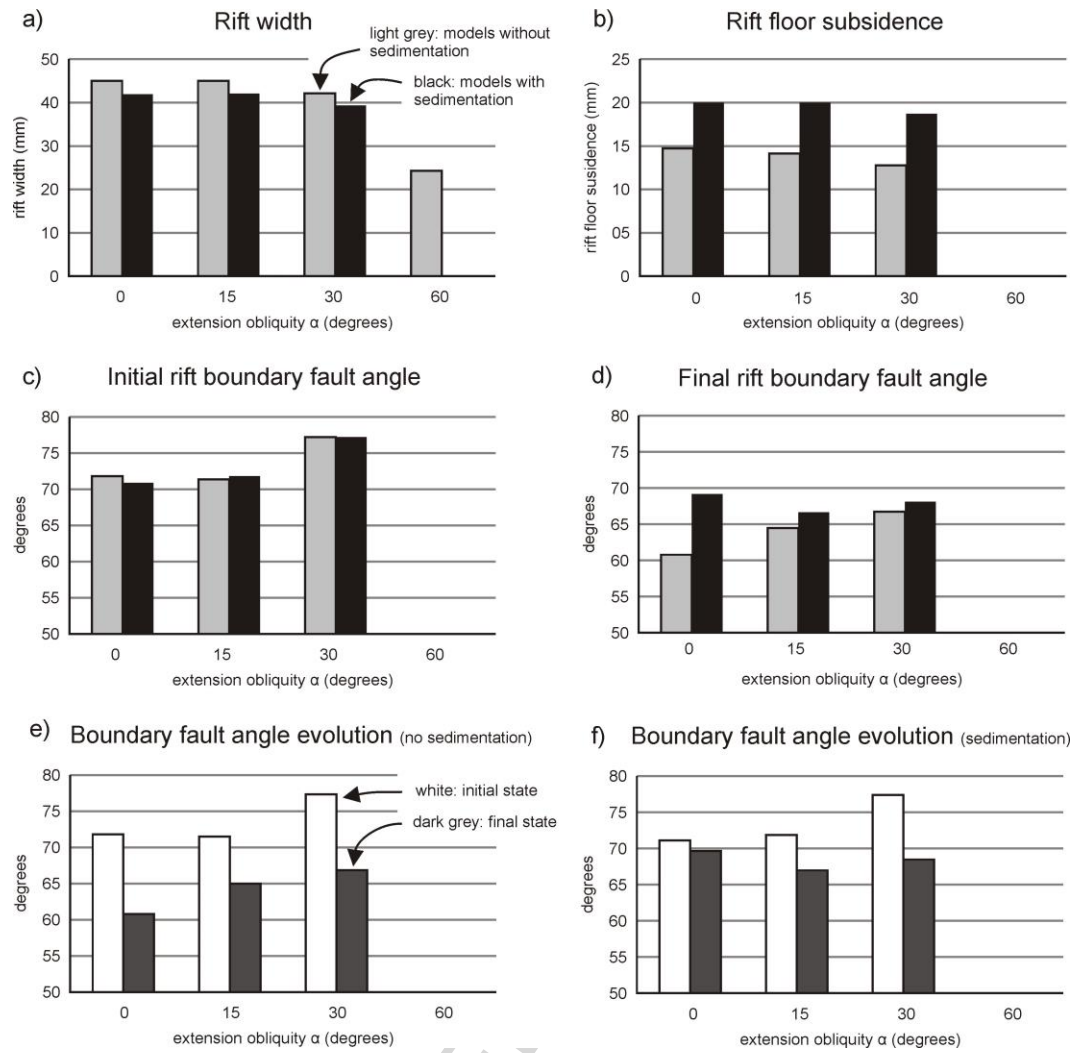 a) Rift width
light grey: models without
sedimentation
black: models with
sedimentation
50
40
30
20
10
0
rift width (mm)
0 15 30 60
extension obliquity α (degrees)
b) Rift floor subsidence
25
20
15
10
05
0
rift floor susidence (mm)
0 15 30 60
extension obliquity α (degrees)
c) Initial rift boundary fault angle
80
75
70
65
60
55
50
degrees
0 15 30 60
extension obliquity α (degrees)
d) Final rift boundary fault angle
80
75
70
65
60
55
50
degrees
0 15 30 60
extension obliquity α (degrees)
e) Boundary fault angle evolution (no sedimentation)
white: initial state
dark grey: final state
80
75
70
65
60
55
50
degrees
0 15 30 60
extension obliquity α (degrees)
f) Boundary fault angle evolution (sedimentation)
80
75
70
65
60
55
50
degrees
0 15 30 60
extension obliquity α (degrees)